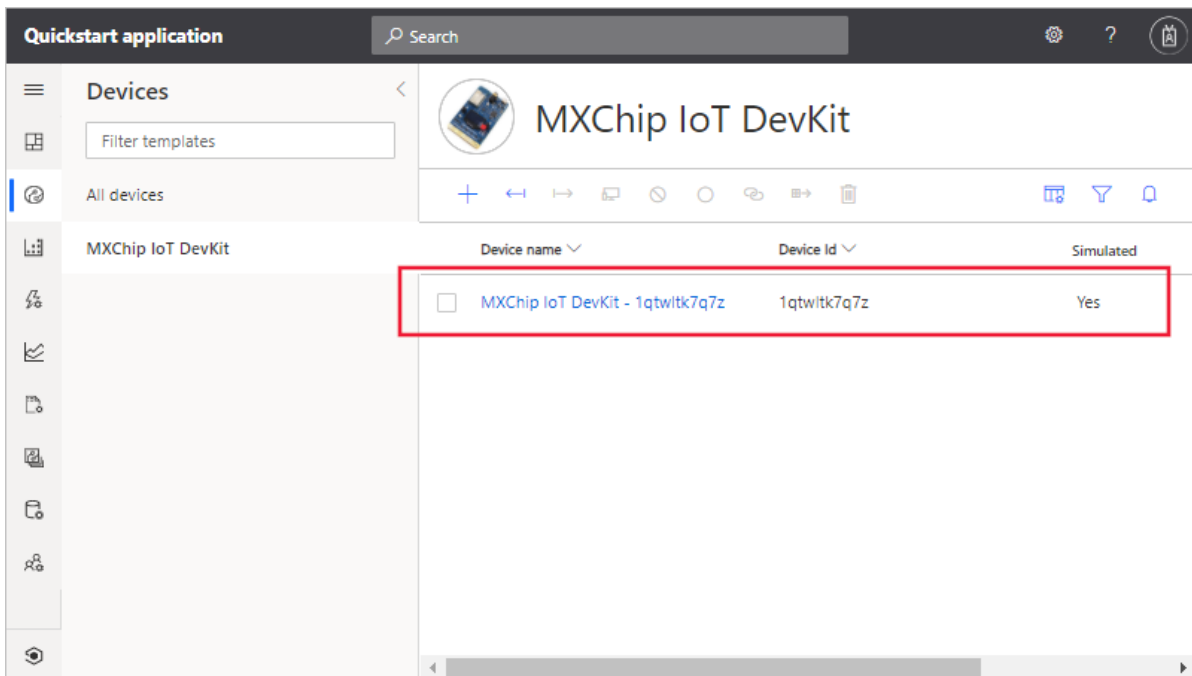 Quickstart application
Search
?
Devices
Filter templates
All devices
MXChip IoT DevKit
MXChip IoT DevKit
Device name
Device Id
Simulated
MXChip IoT DevKit - 1qtwltk7q7z
1qtwltk7q7z
Yes